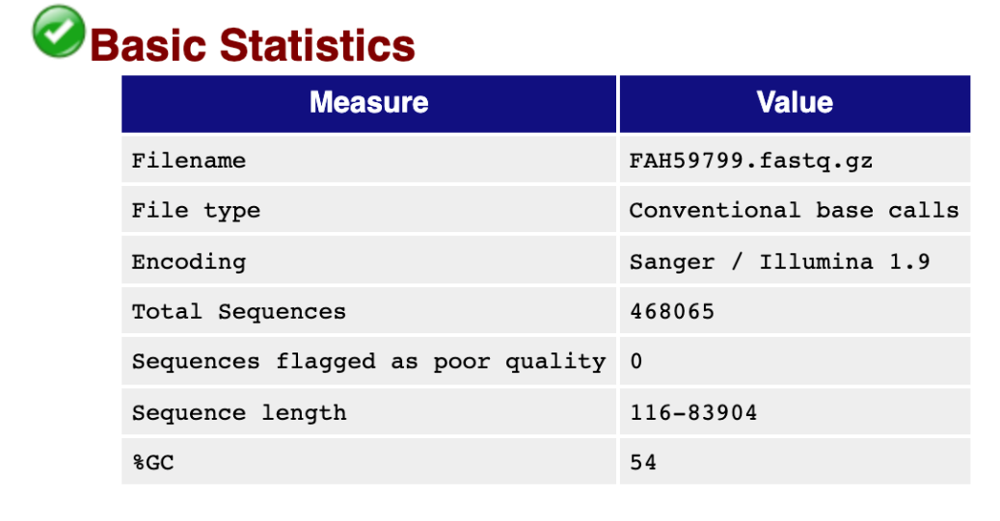 Basic Statistics
Measure Value
Filename FAH59799.fastq.gz
File type Conventional base calls
Encoding Sanger / Illumina 1.9
Total Sequences 468065
Sequences flagged as poor quality 0
Sequence length 116-83904
%GC 54